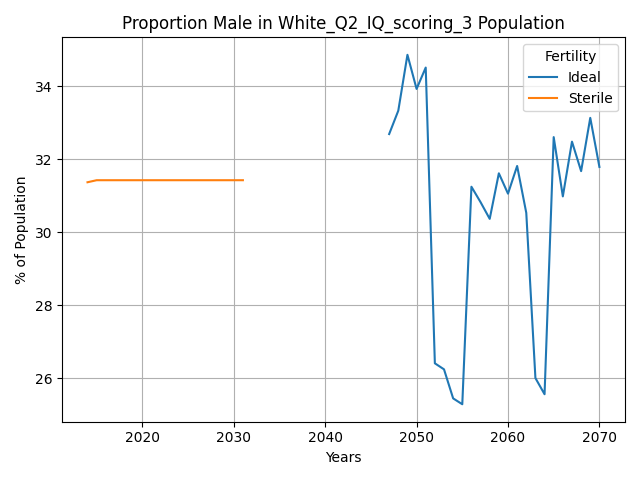 Proportion Male in White_Q2_IQ_scoring_3 Population
Fertility
Ideal
Sterile
% of Population
34
32
30
28
26
2020 2030 2040 2050 2060 2070
Years